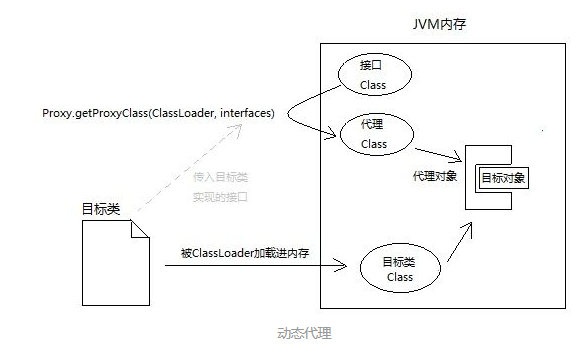 JVM内存
接口
Class
Proxy.getProxyClass(ClassLoader, interfaces)
代理
Class
传入目标类
实现的接口
代理对象
目标对象
目标类
被ClassLoader加载进内存
目标类
Class
动态代理